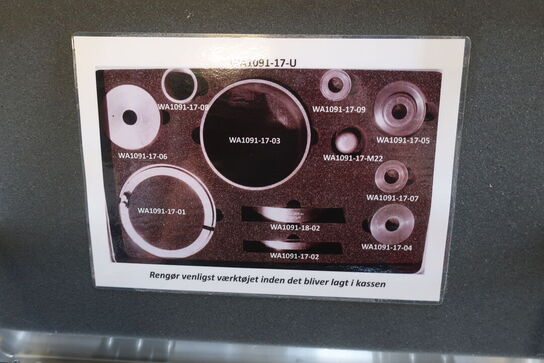 WA1091-17-U
WA1091-17-08
WA1091-17-09
WA1091-17-03
WA1091-17-05
WA1091-17-06
WA1091-17-M22
WA1091-17-07
WA1091-17-01
WA1091-18-02
WA1091-17-04
WA1091-17-02
Rengør venligst værktøjet inden det bliver lagt i kassen